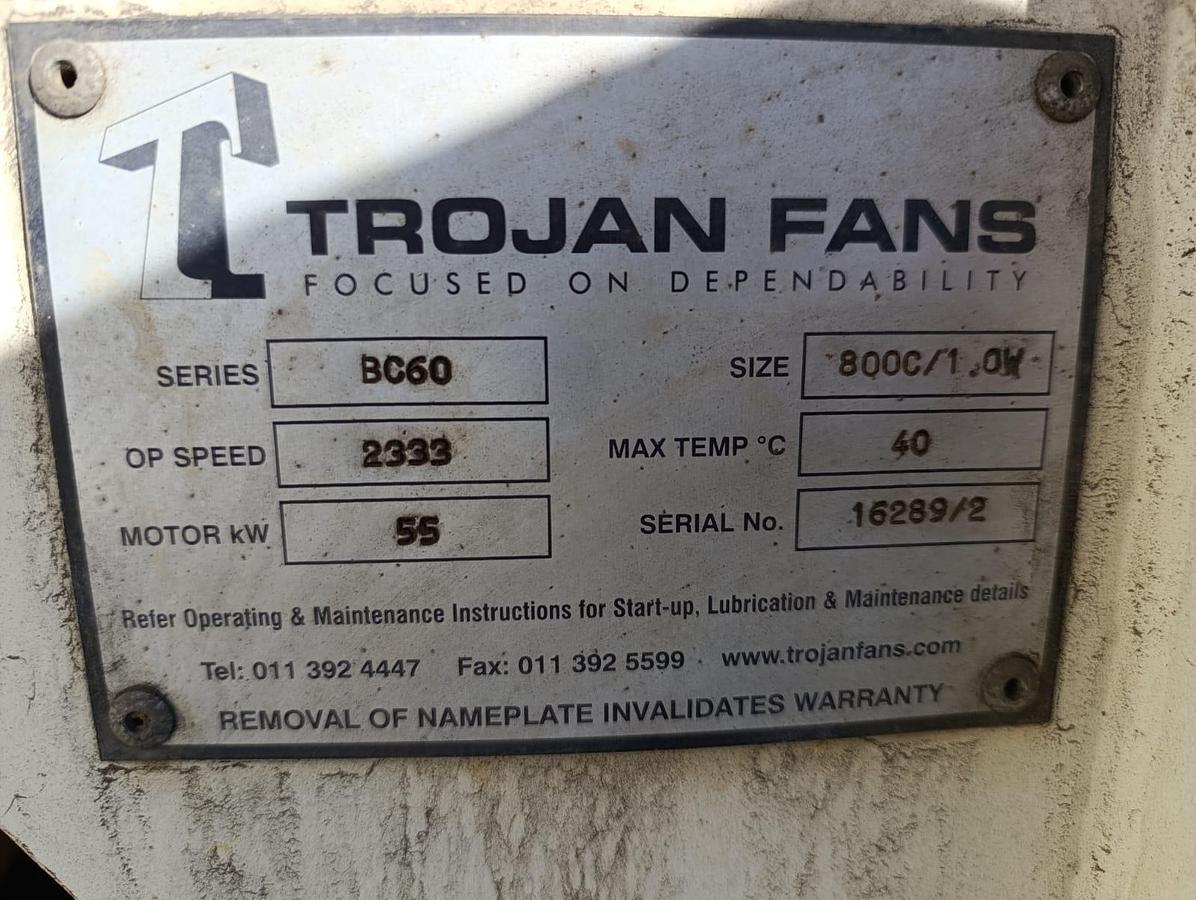 TROJAN FANS
FOCUSED ON DEPENDABILITY
SERIES BC60 SIZE 800C/1.0W
OP SPEED 2333 MAX TEMP °C 40
MOTOR kW 55 SERIAL No. 16289/2
Refer Operating & Maintenance Instructions for Start-up, Lubrication & Maintenance details
Tel: 011 392 4447 Fax: 011 392 5599 www.trojanfans.com
REMOVAL OF NAMEPLATE INVALIDATES WARRANTY